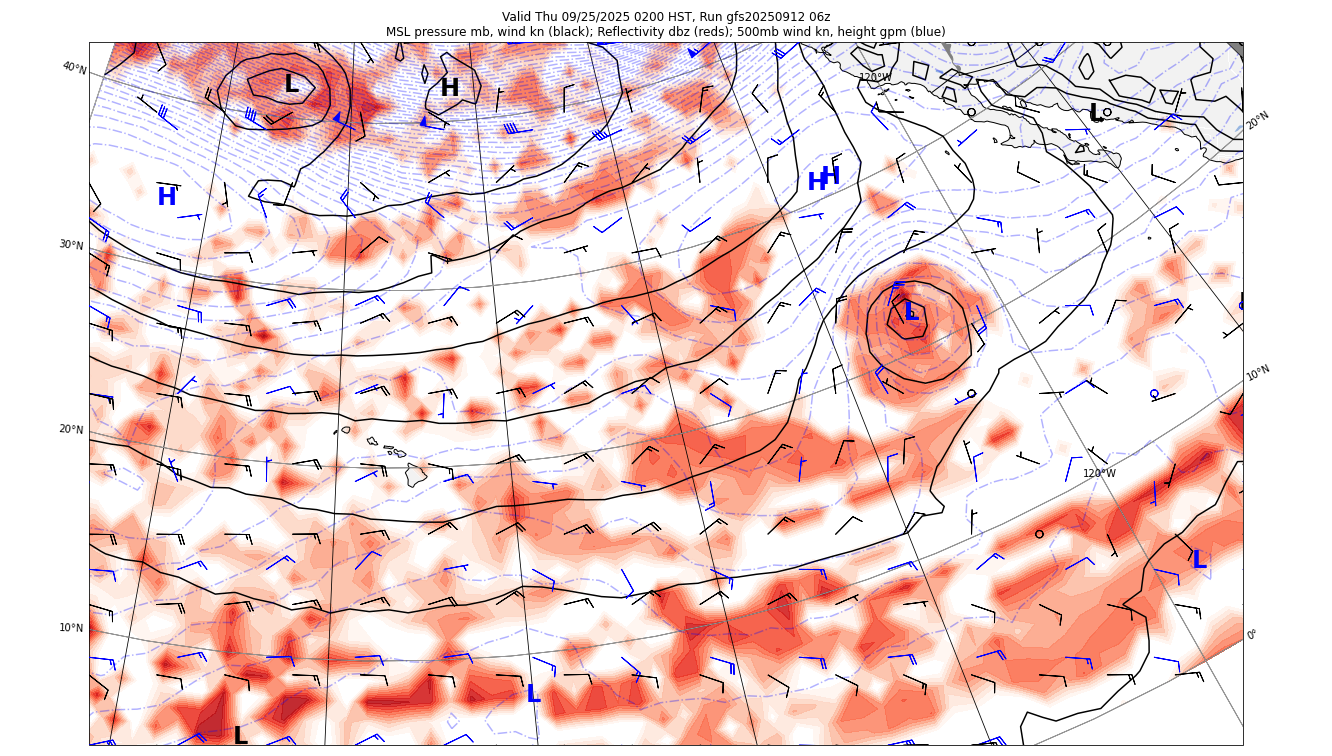 Valid Thu 09/25/2025 0200 HST, Run gfs20250912 06z
MSL pressure mb, wind kn (black); Reflectivity dbz (reds); 500mb wind kn, height gpm (blue)
40°N
120°W
L
H
L
20°N
H
H
H
30°N
L
10°N
20°N
120°W
L
10°N
0°
L
L